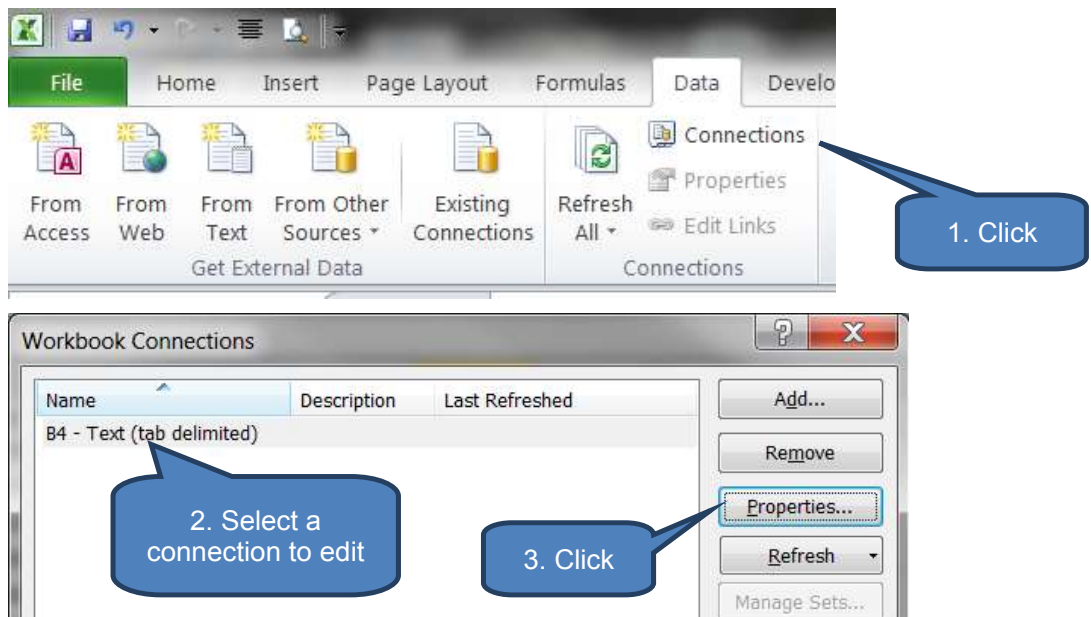 File Home Insert Page Layout Formulas Data Develo
Connections
Properties
Edit Links
From Access
From Web
From Text
From Other Sources
Existing Connections
Refresh All
Get External Data
Connections
1. Click
Workbook Connections
Name Description Last Refreshed
B4 - Text (tab delimited)
Add...
Remove
Properties...
Refresh
Manage Sets...
2. Select a
connection to edit
3. Click